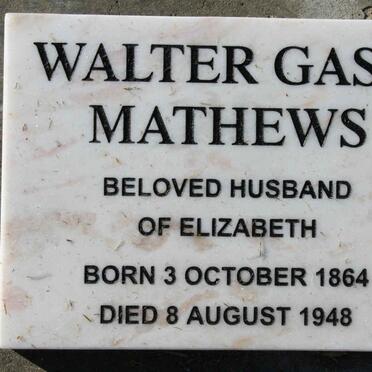 WALTER GAS
MATHEWS
BELOVED HUSBAND
OF ELIZABETH
BORN 3 OCTOBER 1864
DIED 8 AUGUST 1948